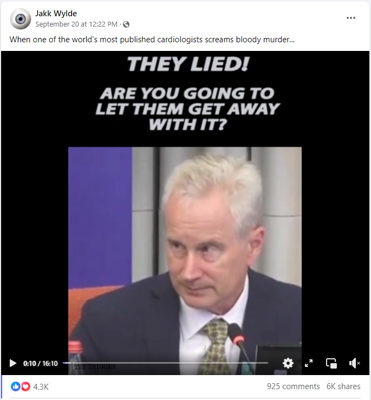 Jakk Wylde
September 20 at 12:22 PM ·
When one of the world's most published cardiologists screams bloody murder...
THEY LIED!
ARE YOU GOING TO
LET THEM GET AWAY
WITH IT?
0:10 / 16:10
4.3K 925 comments 6K shares